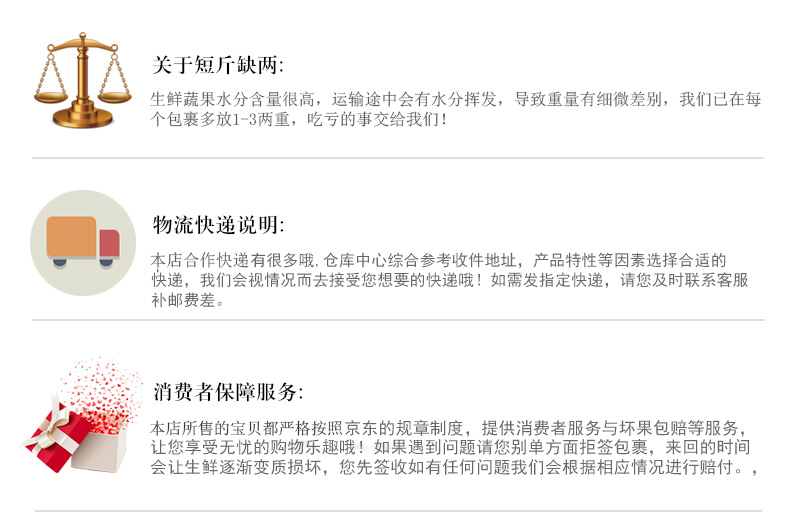 关于短斤缺两:
生鲜蔬果水分含量很高，运输途中会有水分挥发，导致重量有细微差别，我们已在每
个包裹多放1-3两重，吃亏的事交给我们！
物流快递说明:
本店合作快递有很多哦,仓库中心综合参考收件地址，产品特性等因素选择合适的
快递，我们会视情况而去接受您想要的快递哦！如需发指定快递，请您及时联系客服
补邮费差。
消费者保障服务:
本店所售的宝贝都严格按照京东的规章制度，提供消费者服务与坏果包赔等服务，
让您享受无忧的购物乐趣哦！如果遇到问题请您别单方面拒签包裹，来回的时间
会让生鲜逐渐变质损坏，您先签收如有任何问题我们会根据相应情况进行赔付。，